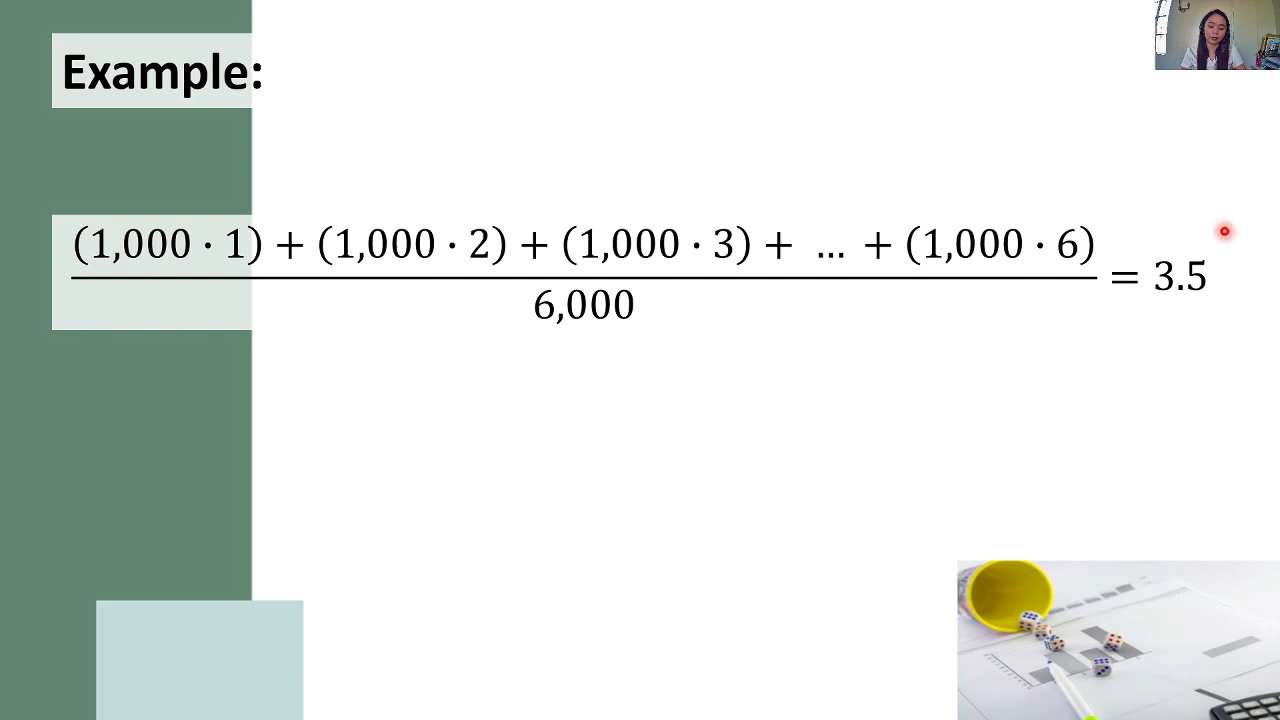 Example:
(1,000 · 1) + (1,000 · 2) + (1,000 · 3) + … + (1,000 · 6)
6,000
= 3.5